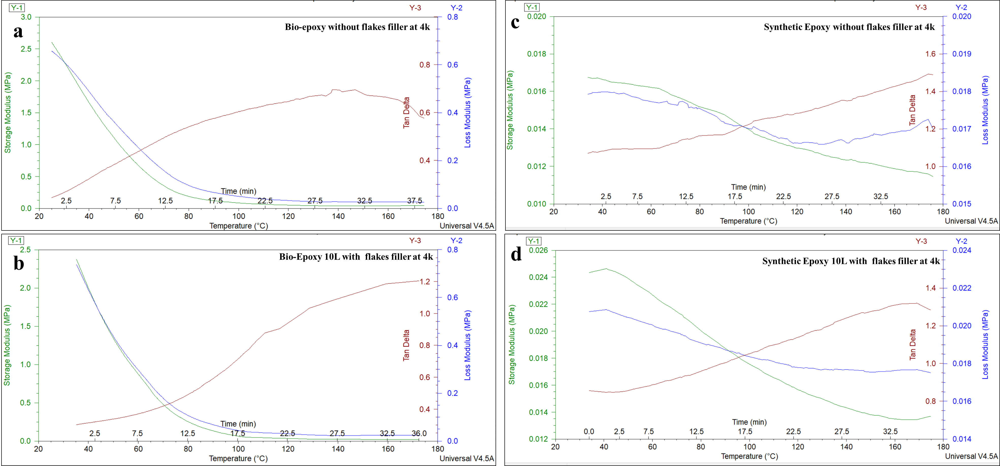 Y-1
Y-3
Y-2
a
Bio-epoxy without flakes filler at 4k
Storage Modulus (MPa)
3.0
2.5
2.0
1.5
1.0
0.5
0.0
Tan Delta
0.8
0.6
0.4
Loss Modulus (MPa)
0.8
0.6
0.4
0.2
0.0
Time (min)
2.5 7.5 12.5 17.5 22.5 27.5 32.5 37.5
20 40 60 80 100 120 140 160 180
Temperature (°C)
Universal V4.5A
Y-1
Y-3
Y-2
c
Synthetic Epoxy without flakes filler at 4k
Storage Modulus (MPa)
0.020
0.018
0.016
0.014
0.012
0.010
Tan Delta
1.6
1.4
1.2
1.0
Loss Modulus (MPa)
0.020
0.019
0.018
0.017
0.016
0.015
Time (min)
2.5 7.5 12.5 17.5 22.5 27.5 32.5
20 40 60 80 100 120 140 160 180
Temperature (°C)
Universal V4.5A
Y-1
Y-3
Y-2
b
Bio-Epoxy 10L with flakes filler at 4k
Storage Modulus (MPa)
2.5
2.0
1.5
1.0
0.5
0.0
Tan Delta
1.2
1.0
0.8
0.6
0.4
Loss Modulus (MPa)
0.8
0.6
0.4
0.2
0.0
Time (min)
2.5 7.5 12.5 17.5 22.5 27.5 32.5 36.0
20 40 60 80 100 120 140 160 180
Temperature (°C)
Universal V4.5A
Y-1
Y-3
Y-2
d
Synthetic Epoxy 10L with flakes filler at 4k
Storage Modulus (MPa)
0.026
0.024
0.022
0.020
0.018
0.016
0.014
0.012
Tan Delta
1.4
1.2
1.0
0.8
Loss Modulus (MPa)
0.024
0.022
0.020
0.018
0.016
0.014
Time (min)
0.0 2.5 7.5 12.5 17.5 22.5 27.5 32.5
20 40 60 80 100 120 140 160 180
Temperature (°C)
Universal V4.5A